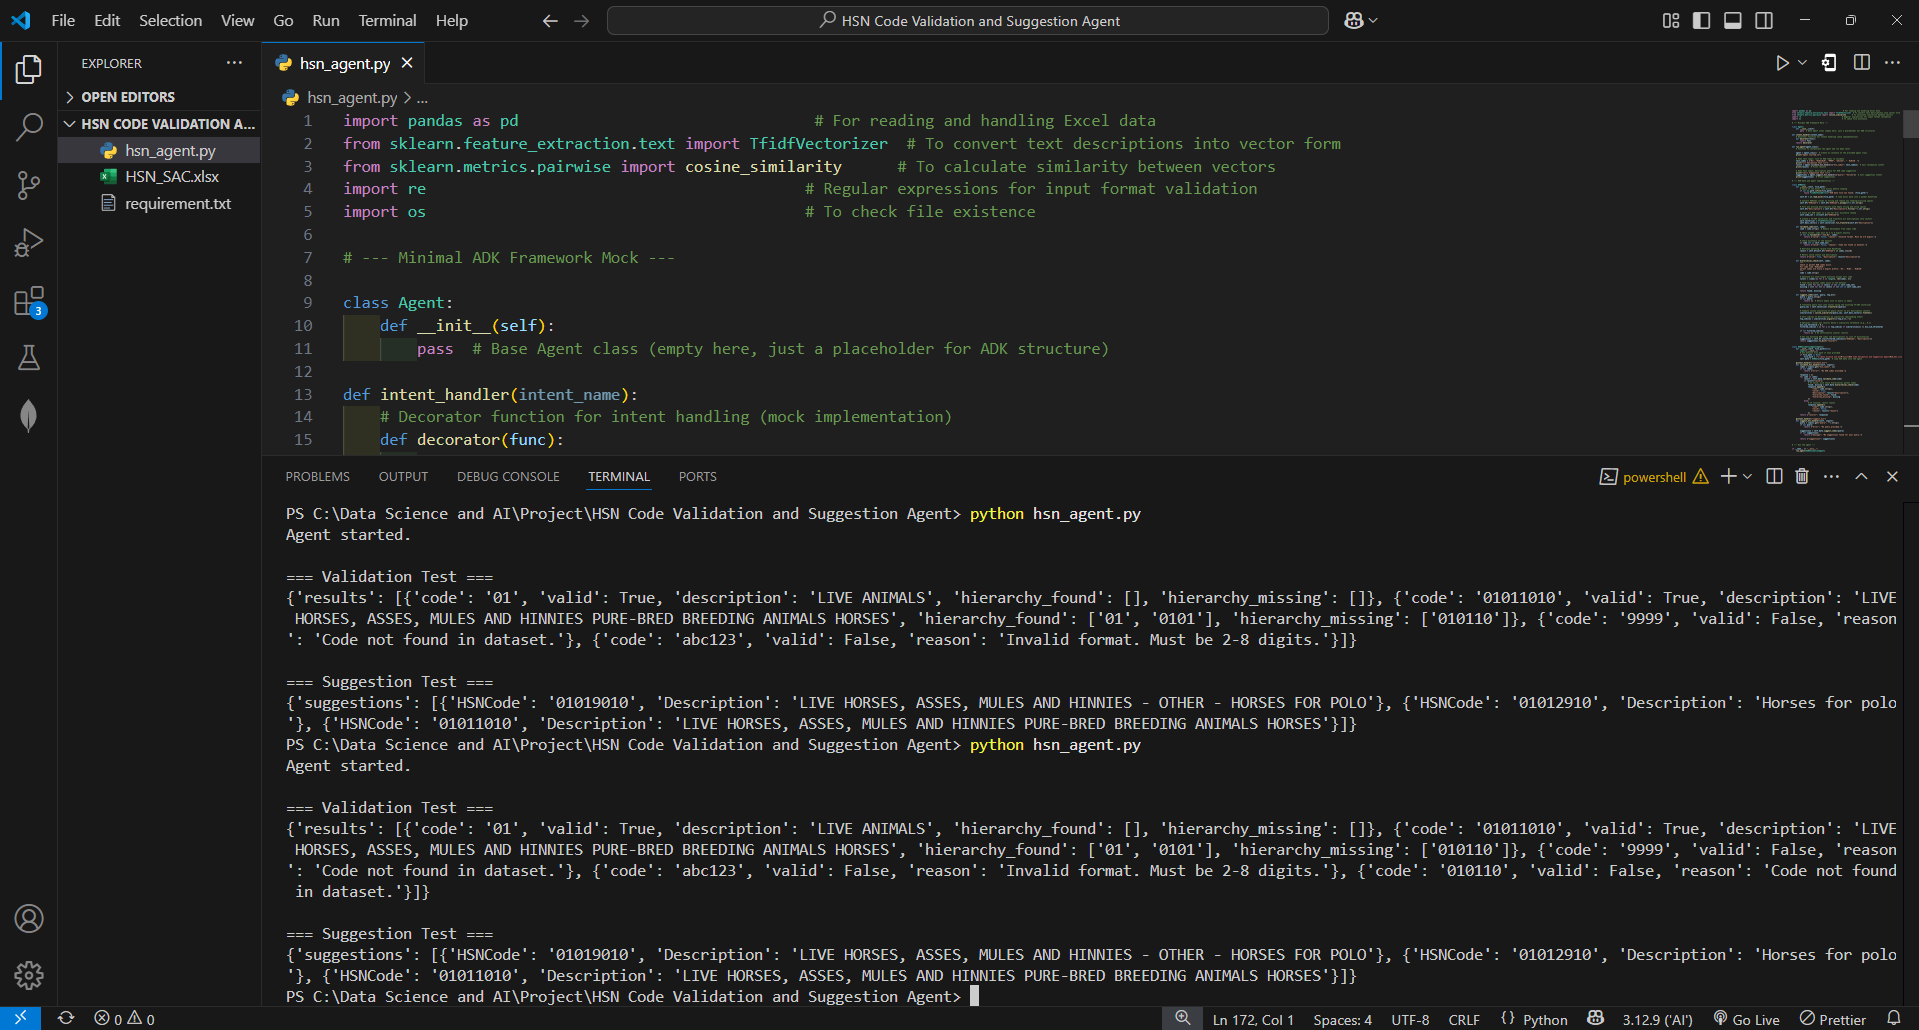 File Edit Selection View Go Run Terminal Help
HSN Code Validation and Suggestion Agent
EXPLORER
OPEN EDITORS
HSN CODE VALIDATION A...
hsn_agent.py
HSN_SAC.xlsx
requirement.txt
3
hsn_agent.py
hsn_agent.py > ...
1 import pandas as pd # For reading and handling Excel data
2 from sklearn.feature_extraction.text import TfidfVectorizer # To convert text descriptions into vector form
3 from sklearn.metrics.pairwise import cosine_similarity # To calculate similarity between vectors
4 import re # Regular expressions for input format validation
5 import os # To check file existence
6
7 # --- Minimal ADK Framework Mock ---
8
9 class Agent:
10 def __init__(self):
11 pass # Base Agent class (empty here, just a placeholder for ADK structure)
12
13 def intent_handler(intent_name):
14 # Decorator function for intent handling (mock implementation)
15 def decorator(func):
PROBLEMS OUTPUT DEBUG CONSOLE TERMINAL PORTS
powershell
PS C:\Data Science and AI\Project\HSN Code Validation and Suggestion Agent> python hsn_agent.py
Agent started.
=== Validation Test ===
{'results': [{'code': '01', 'valid': True, 'description': 'LIVE ANIMALS', 'hierarchy_found': [], 'hierarchy_missing': []}, {'code': '01011010', 'valid': True, 'description': 'LIVE
HORSES, ASSES, MULES AND HINNIES PURE-BRED BREEDING ANIMALS HORSES', 'hierarchy_found': ['01', '0101'], 'hierarchy_missing': ['010110']}, {'code': '9999', 'valid': False, 'reason
': 'Code not found in dataset.'}, {'code': 'abc123', 'valid': False, 'reason': 'Invalid format. Must be 2-8 digits.'}]}
=== Suggestion Test ===
{'suggestions': [{'HSNCode': '01019010', 'Description': 'LIVE HORSES, ASSES, MULES AND HINNIES - OTHER - HORSES FOR POLO'}, {'HSNCode': '01012910', 'Description': 'Horses for polo
'}, {'HSNCode': '01011010', 'Description': 'LIVE HORSES, ASSES, MULES AND HINNIES PURE-BRED BREEDING ANIMALS HORSES'}]}
PS C:\Data Science and AI\Project\HSN Code Validation and Suggestion Agent> python hsn_agent.py
Agent started.
=== Validation Test ===
{'results': [{'code': '01', 'valid': True, 'description': 'LIVE ANIMALS', 'hierarchy_found': [], 'hierarchy_missing': []}, {'code': '01011010', 'valid': True, 'description': 'LIVE
HORSES, ASSES, MULES AND HINNIES PURE-BRED BREEDING ANIMALS HORSES', 'hierarchy_found': ['01', '0101'], 'hierarchy_missing': ['010110']}, {'code': '9999', 'valid': False, 'reason
': 'Code not found in dataset.'}, {'code': 'abc123', 'valid': False, 'reason': 'Invalid format. Must be 2-8 digits.'}, {'code': '010110', 'valid': False, 'reason': 'Code not found
in dataset.'}]}
=== Suggestion Test ===
{'suggestions': [{'HSNCode': '01019010', 'Description': 'LIVE HORSES, ASSES, MULES AND HINNIES - OTHER - HORSES FOR POLO'}, {'HSNCode': '01012910', 'Description': 'Horses for polo
'}, {'HSNCode': '01011010', 'Description': 'LIVE HORSES, ASSES, MULES AND HINNIES PURE-BRED BREEDING ANIMALS HORSES'}]}
PS C:\Data Science and AI\Project\HSN Code Validation and Suggestion Agent>
0 0 Ln 172, Col 1 Spaces: 4 UTF-8 CRLF {} Python 3.12.9 ('AI') Go Live Prettier